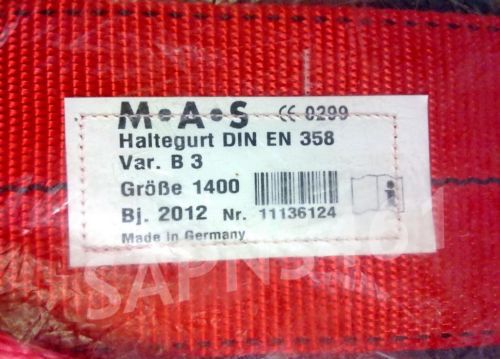 M•A•S CE 0299
Haltegurt DIN EN 358
Var. B 3
Größe 1400
Bj. 2012 Nr. 11136124
Made in Germany